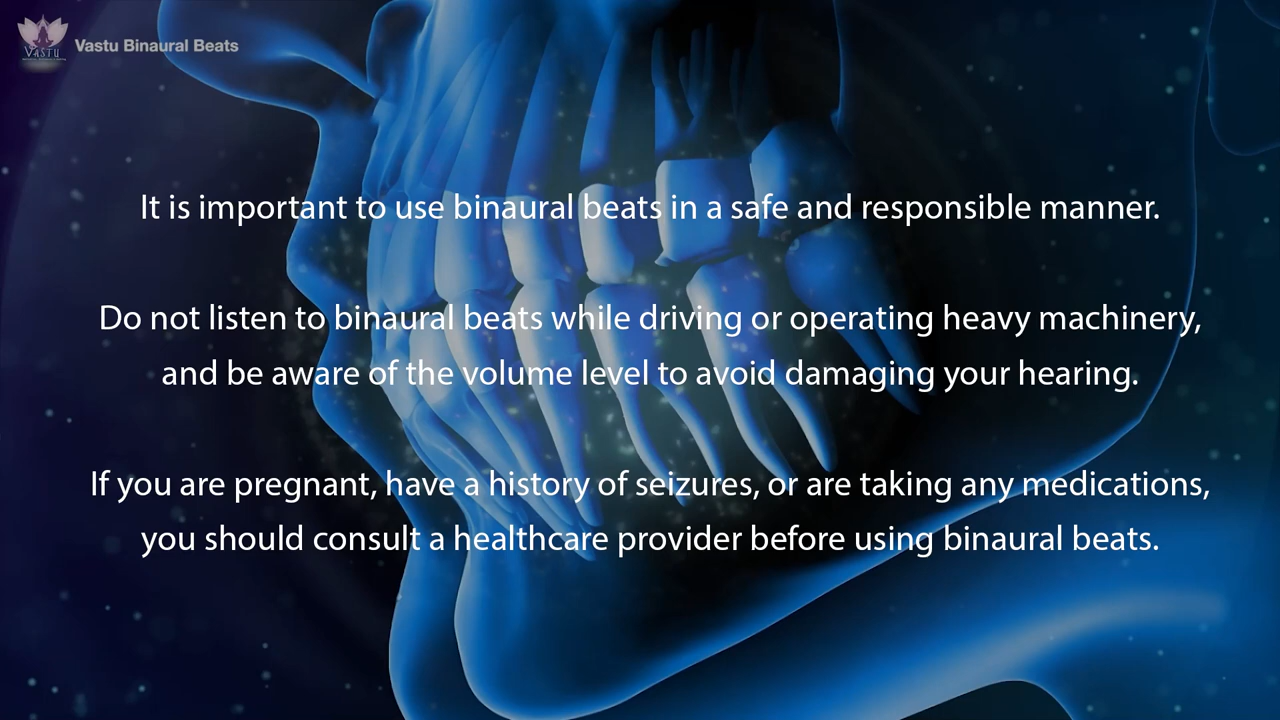 VASTU
Vastu Binaural Beats
It is important to use binaural beats in a safe and responsible manner.
Do not listen to binaural beats while driving or operating heavy machinery,
and be aware of the volume level to avoid damaging your hearing.
If you are pregnant, have a history of seizures, or are taking any medications,
you should consult a healthcare provider before using binaural beats.